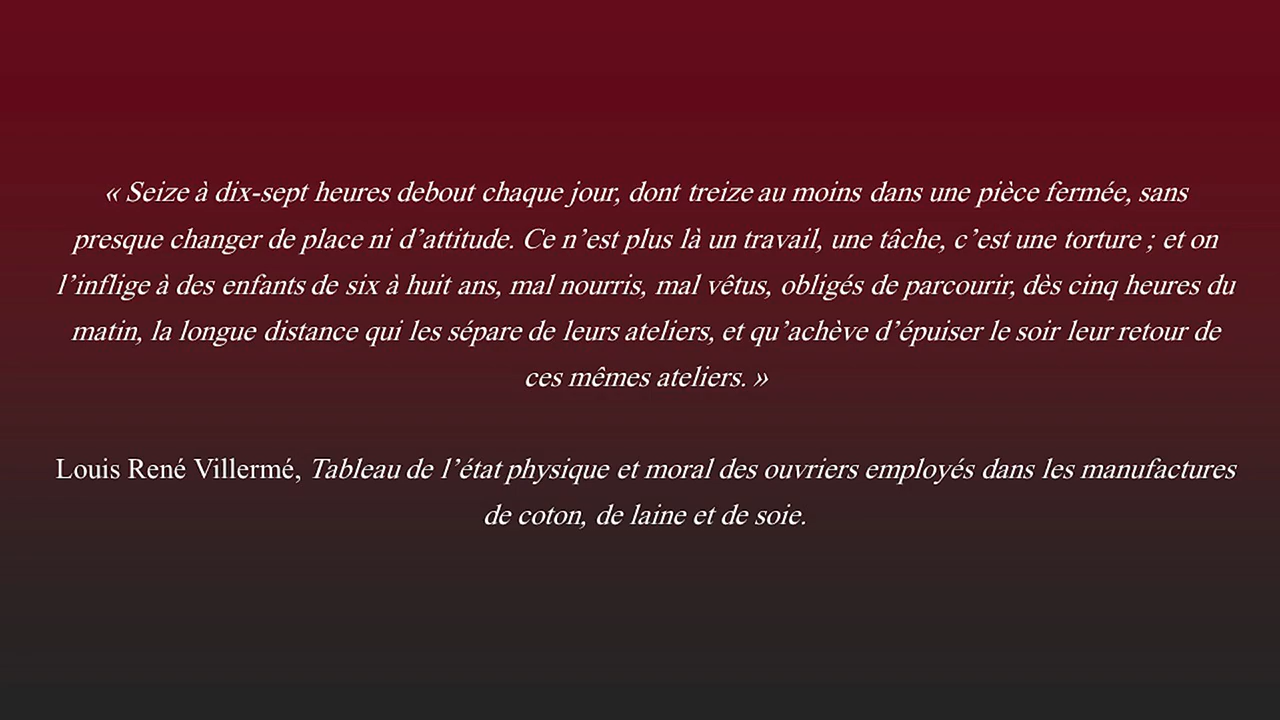 « Seize à dix-sept heures debout chaque jour, dont treize au moins dans une pièce fermée, sans
presque changer de place ni d’attitude. Ce n’est plus là un travail, une tâche, c’est une torture ; et on
l’inflige à des enfants de six à huit ans, mal nourris, mal vêtus, obligés de parcourir, dès cinq heures du
matin, la longue distance qui les sépare de leurs ateliers, et qu’achève d’épuiser le soir leur retour de
ces mêmes ateliers. »
Louis René Villermé, Tableau de l’état physique et moral des ouvriers employés dans les manufactures
de coton, de laine et de soie.